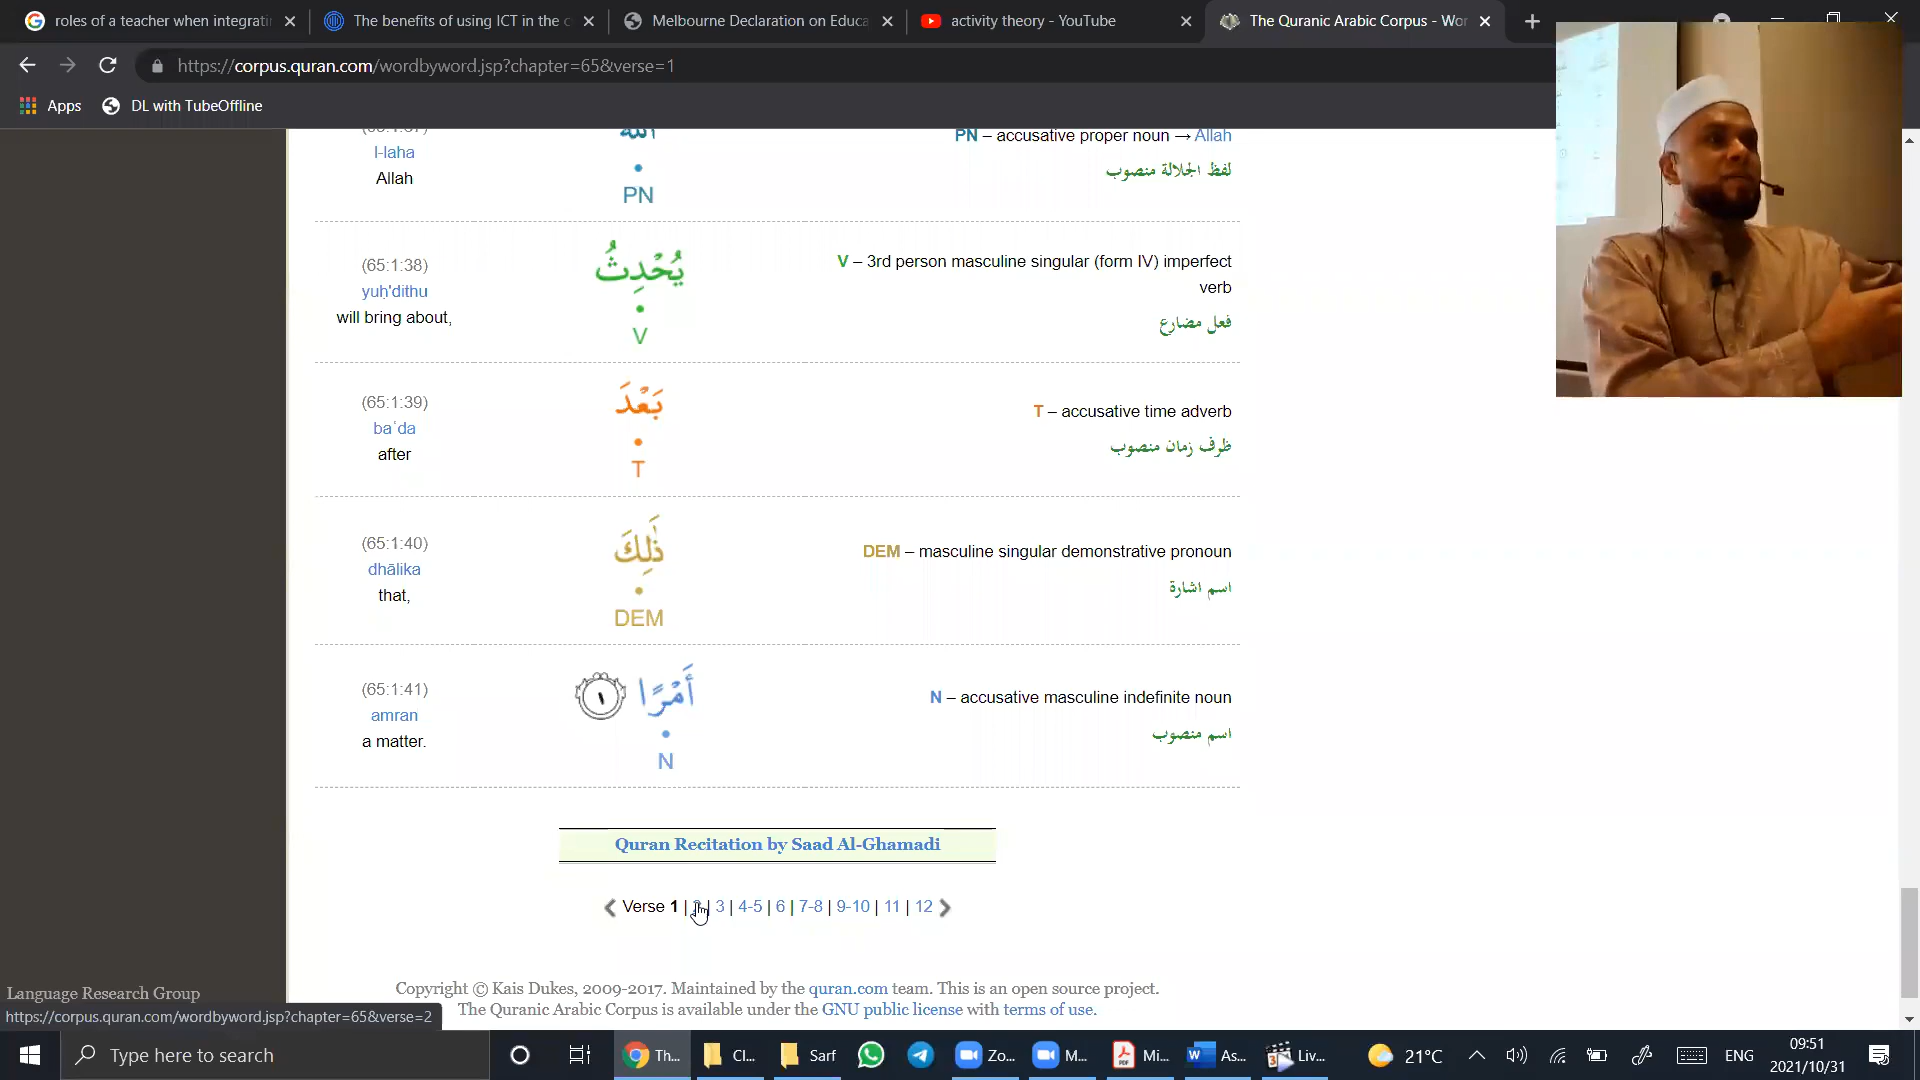 roles of a teacher when integrati
The benefits of using ICT in the c
Melbourne Declaration on Educa
activity theory - YouTube
The Quranic Arabic Corpus - Wor
https://corpus.quran.com/wordbyword.jsp?chapter=65&verse=1
Apps
DL with TubeOffline
l-laha
Allah
PN
PN – accusative proper noun → Allah
لفظ الجلالة منصوب
(65:1:38)
yuḥ'dithu
will bring about,
يُحْدِثُ
V
V – 3rd person masculine singular (form IV) imperfect
verb
فعل مضارع
(65:1:39)
baʿda
after
بَعْدَ
T
T – accusative time adverb
ظرف زمان منصوب
(65:1:40)
dhālika
that,
ذَٰلِكَ
DEM
DEM – masculine singular demonstrative pronoun
اسم اشارة
(65:1:41)
amran
a matter.
أَمْرًا ١
N
N – accusative masculine indefinite noun
اسم منصوب
Quran Recitation by Saad Al-Ghamadi
Verse 1 | | 3 | 4-5 | 6 | 7-8 | 9-10 | 11 | 12
Copyright © Kais Dukes, 2009-2017. Maintained by the quran.com team. This is an open source project.
The Quranic Arabic Corpus is available under the GNU public license with terms of use.
Language Research Group
https://corpus.quran.com/wordbyword.jsp?chapter=65&verse=2
Type here to search
Th...
Cl...
Sarf
Zo...
M...
Mi...
As...
Liv...
21°C
ENG
09:51
2021/10/31